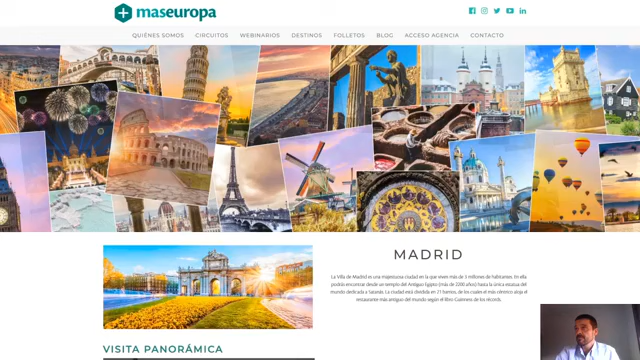 maseuropa
QUIÉNES SOMOS CIRCUITOS WEBINARIOS DESTINOS FOLLETOS BLOG ACCESO AGENCIA CONTACTO
MADRID
La Villa de Madrid es una majestuosa ciudad en la que viven más de 3 millones de habitantes. En ella
podrás encontrar desde un templo del Antiguo Egipto (más de 2200 años) hasta la única estatua del
mundo dedicada a Satanás. La ciudad está dividida en 21 barrios, de los cuales el más céntrico aloja el
restaurante más antiguo del mundo según el libro Guinness de los récords.
VISITA PANORÁMICA